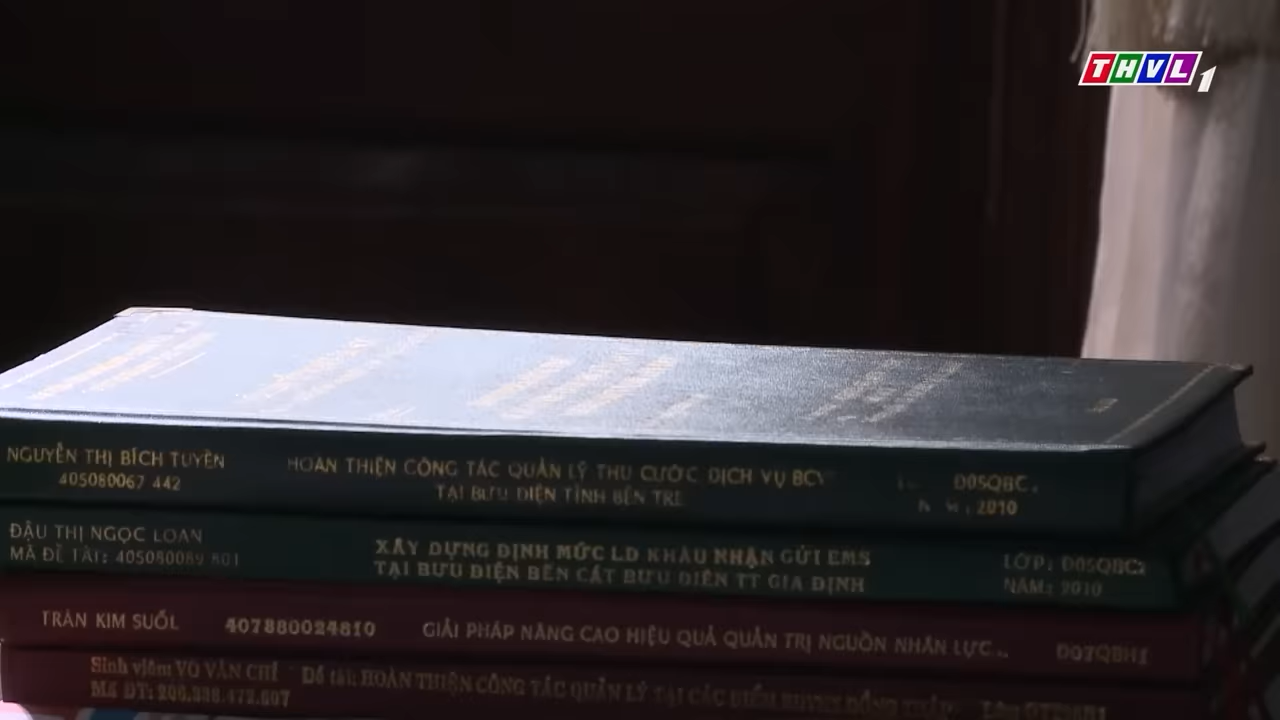 THVL 1
NGUYỄN THỊ BÍCH TUYỀN
405080067 442
HOÀN THIỆN CÔNG TÁC QUẢN LÝ THU CƯỚC DỊCH VỤ
TẠI BƯU ĐIỆN TỈNH BẾN TRE
D05QBC
2010
ĐẬU THỊ NGỌC LOAN
MÃ ĐỀ TÀI: 405080089 801
XÂY DỰNG ĐỊNH MỨC LĐ KHÂU NHẬN GỬI EMS
TẠI BƯU ĐIỆN BẾN CÁT BƯU ĐIỆN TT GIA ĐỊNH
LỚP: D05QBC2
NĂM: 2010
TRẦN KIM SUỐL
407880024810
GIẢI PHÁP NÂNG CAO HIỆU QUẢ QUẢN TRỊ NGUỒN NHÂN LỰC...
D07QBH1
Sinh viên: VÕ VĂN CHÍ
Mã ĐT:
Đề tài: HOÀN THIỆN CÔNG TÁC QUẢN LÝ TẠI CÁC ĐIỂM